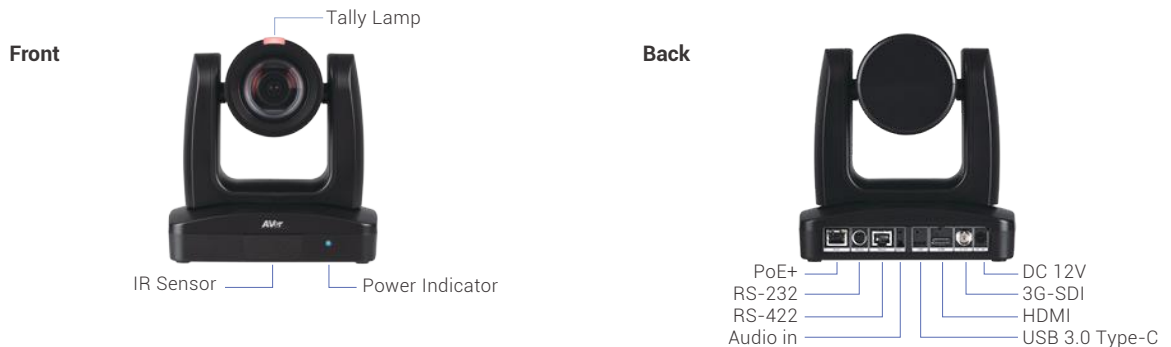 Tally Lamp
Front
AVer
IR Sensor
Power Indicator
Back
PoE+
RS-232
RS-422
Audio in
DC 12V
3G-SDI
HDMI
USB 3.0 Type-C